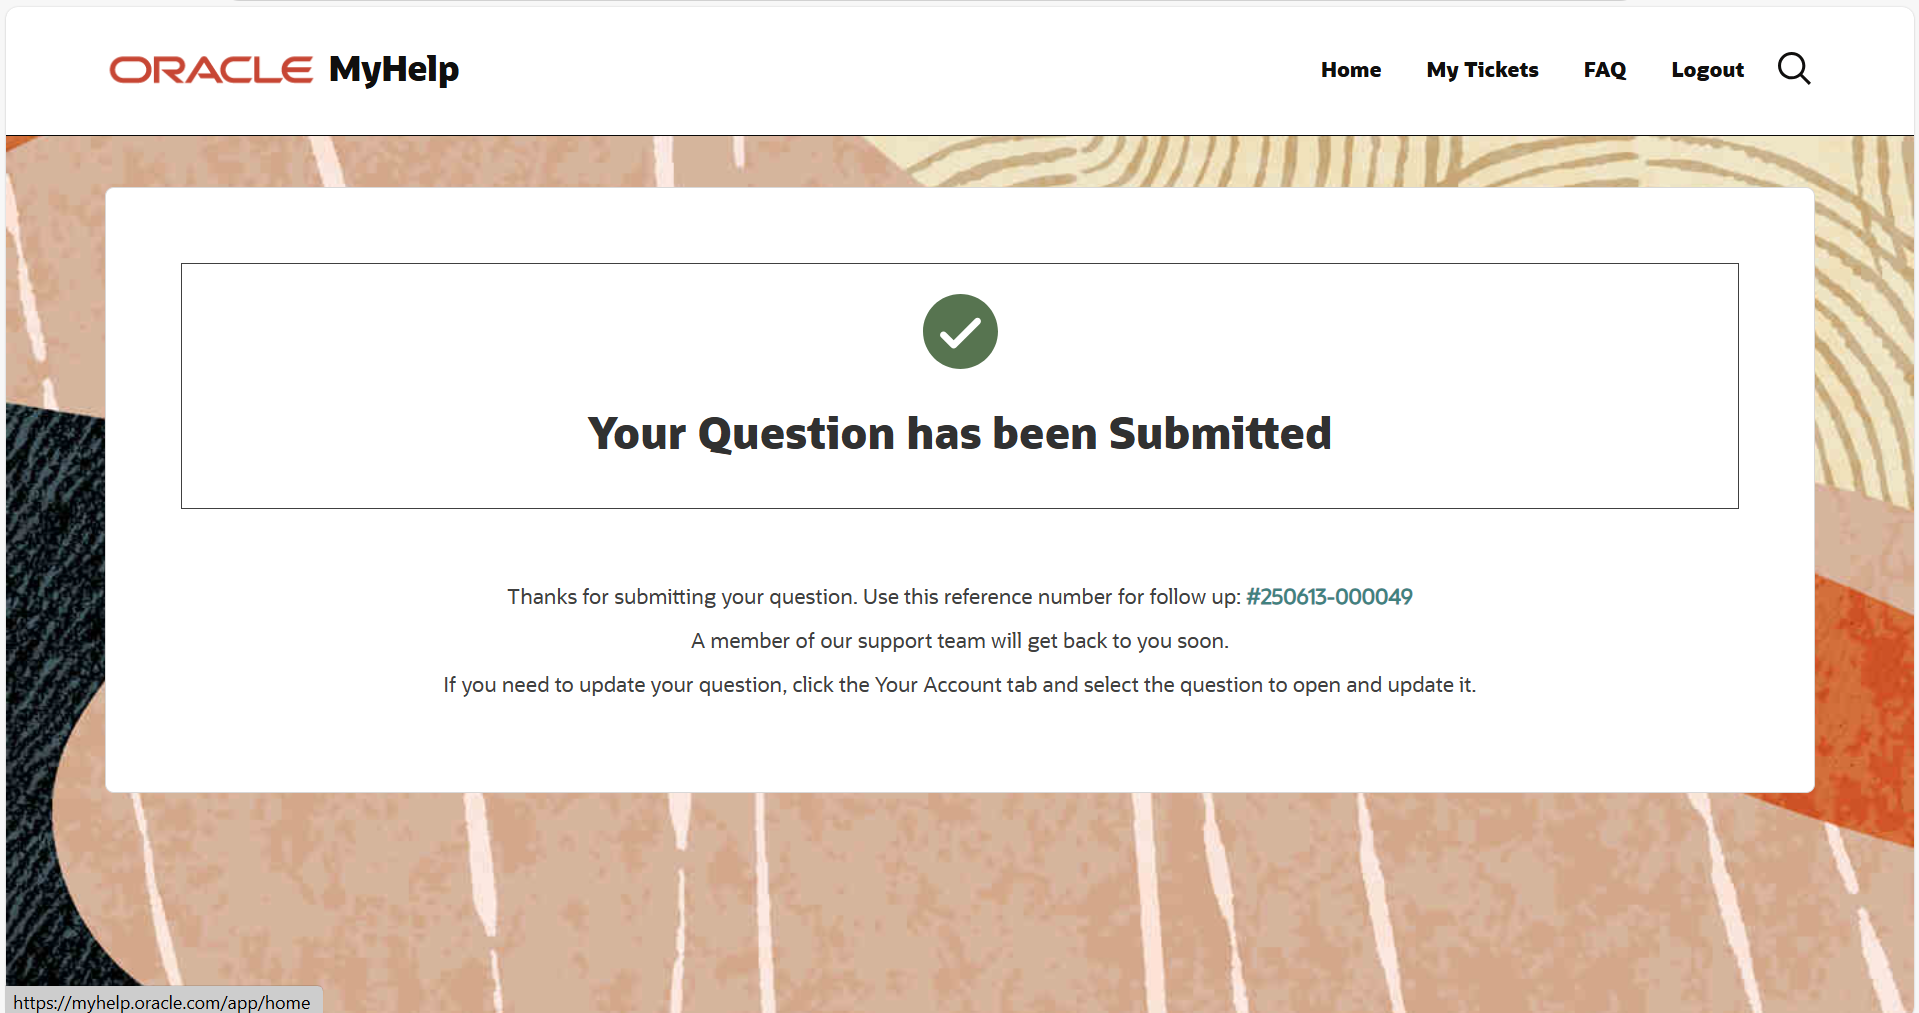 ORACLE MyHelp
Home My Tickets FAQ Logout
Your Question has been Submitted
Thanks for submitting your question. Use this reference number for follow up: #250613-000049
A member of our support team will get back to you soon.
If you need to update your question, click the Your Account tab and select the question to open and update it.
https://myhelp.oracle.com/app/home